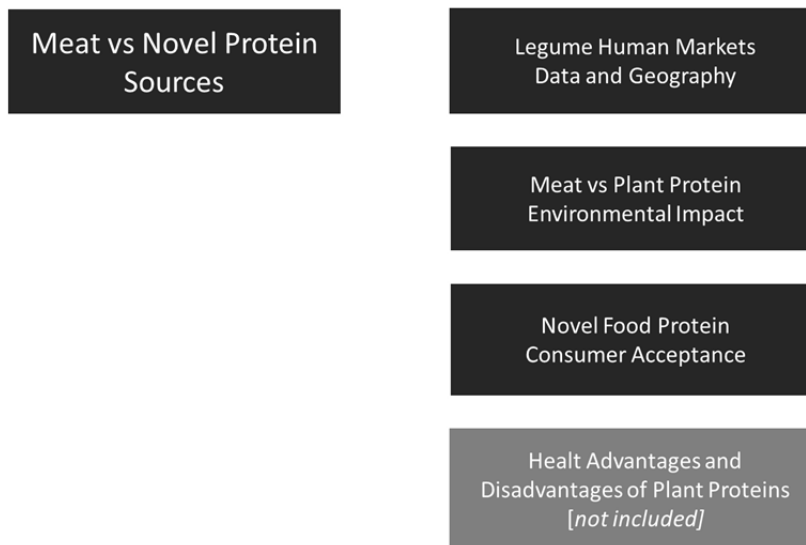 Meat vs Novel Protein
Sources
Legume Human Markets
Data and Geography
Meat vs Plant Protein
Environmental Impact
Novel Food Protein
Consumer Acceptance
Healt Advantages and
Disadvantages of Plant Proteins
[not included]